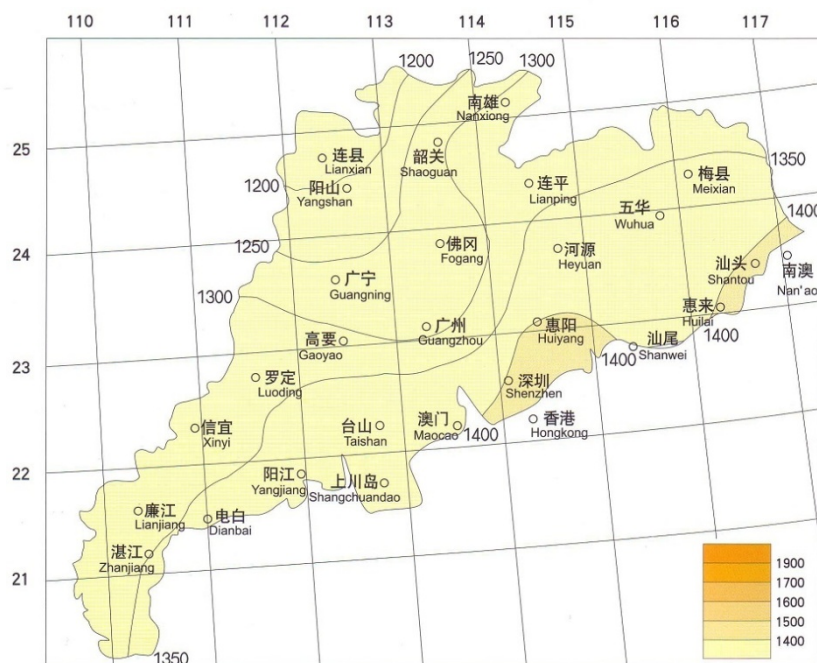 110 111 112 113 114 115 116 117
1200 1250 1300
南雄
Nanxiong
25
连县
Lianxian
韶关
Shaoguan
1350
1200
阳山
Yangshan
连平
Lianping
梅县
Meixian
五华
Wuhua
1400
24
1250
佛冈
Fogang
河源
Heyuan
汕头
Shantou
南澳
Nan'ao
广宁
Guangning
1300
惠来
Huilai
1400
23
高要
Gaoyao
广州
Guangzhou
惠阳
Huiyang
1400
汕尾
Shanwei
罗定
Luoding
深圳
Shenzhen
信宜
Xinyi
台山
Taishan
澳门
Maocao
1400
香港
Hongkong
22
阳江
Yangjiang
上川岛
Shangchuandao
廉江
Lianjiang
电白
Dianbai
湛江
Zhanjiang
21
1350
1900
1700
1600
1500
1400